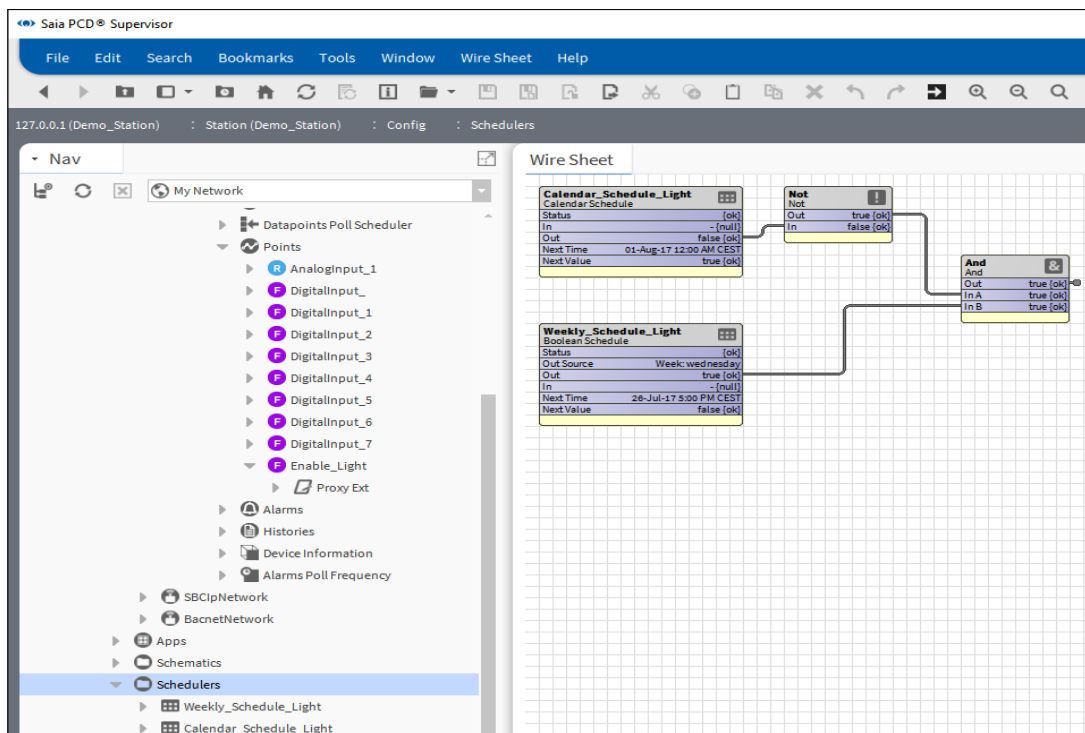 Saia PCD® Supervisor
File Edit Search Bookmarks Tools Window Wire Sheet Help
127.0.0.1 (Demo_Station) : Station (Demo_Station) : Config : Schedulers
Nav
My Network
Datapoints Poll Scheduler
Points
R AnalogInput_1
F DigitalInput_
F DigitalInput_1
F DigitalInput_2
F DigitalInput_3
F DigitalInput_4
F DigitalInput_5
F DigitalInput_6
F DigitalInput_7
F Enable_Light
Proxy Ext
Alarms
Histories
Device Information
Alarms Poll Frequency
SBCIpNetwork
BacnetNetwork
Apps
Schematics
Schedulers
Weekly_Schedule_Light
Calendar_Schedule_Light
Wire Sheet
Calendar_Schedule_Light
Calendar Schedule
Status {ok}
In - {null}
Out false {ok}
Next Time 01-Aug-17 12:00 AM CEST
Next Value true {ok}
Not
Not
Out true {ok}
In false {ok}
And
And
&
Out true {ok}
In A true {ok}
In B true {ok}
Weekly_Schedule_Light
Boolean Schedule
Status {ok}
Out Source Week: wednesday
Out true {ok}
In - {null}
Next Time 26-Jul-17 5:00 PM CEST
Next Value false {ok}